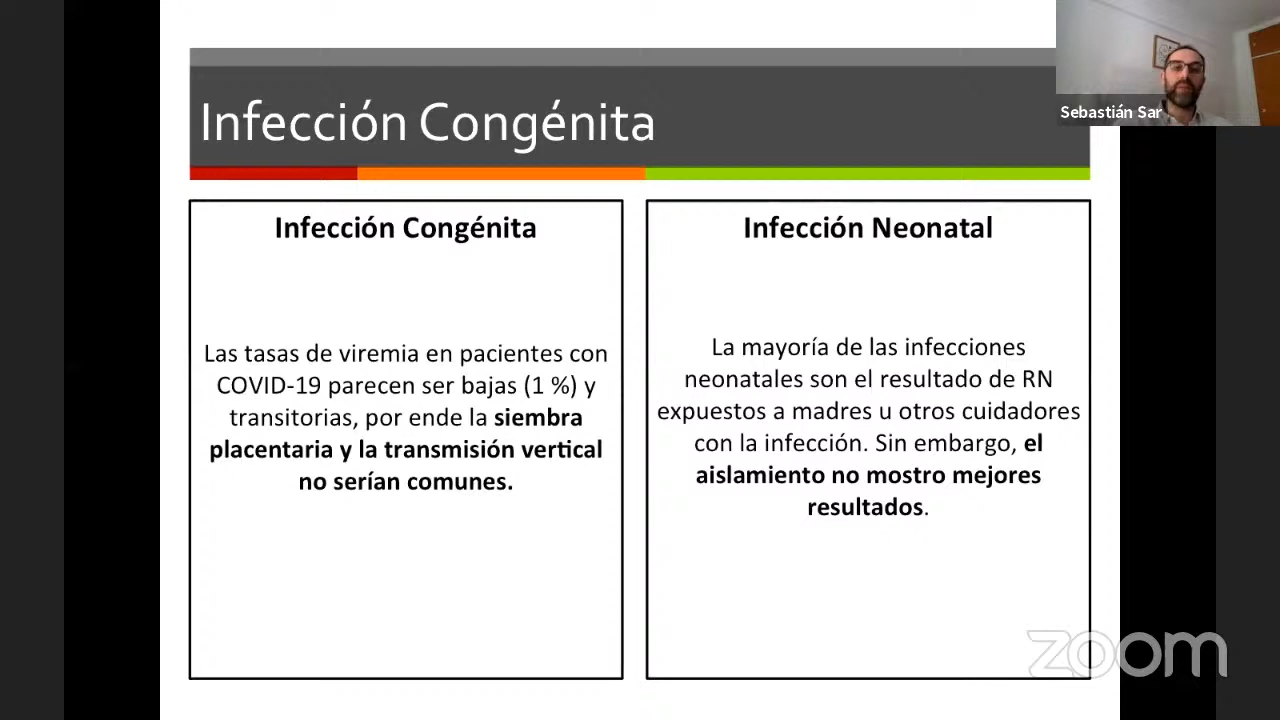 Infección Congénita
Sebastián Sar
Infección Congénita
Las tasas de viremia en pacientes con
COVID-19 parecen ser bajas (1 %) y
transitorias, por ende la siembra
placentaria y la transmisión vertical
no serían comunes.
Infección Neonatal
La mayoría de las infecciones
neonatales son el resultado de RN
expuestos a madres u otros cuidadores
con la infección. Sin embargo, el
aislamiento no mostro mejores
resultados.
zoom